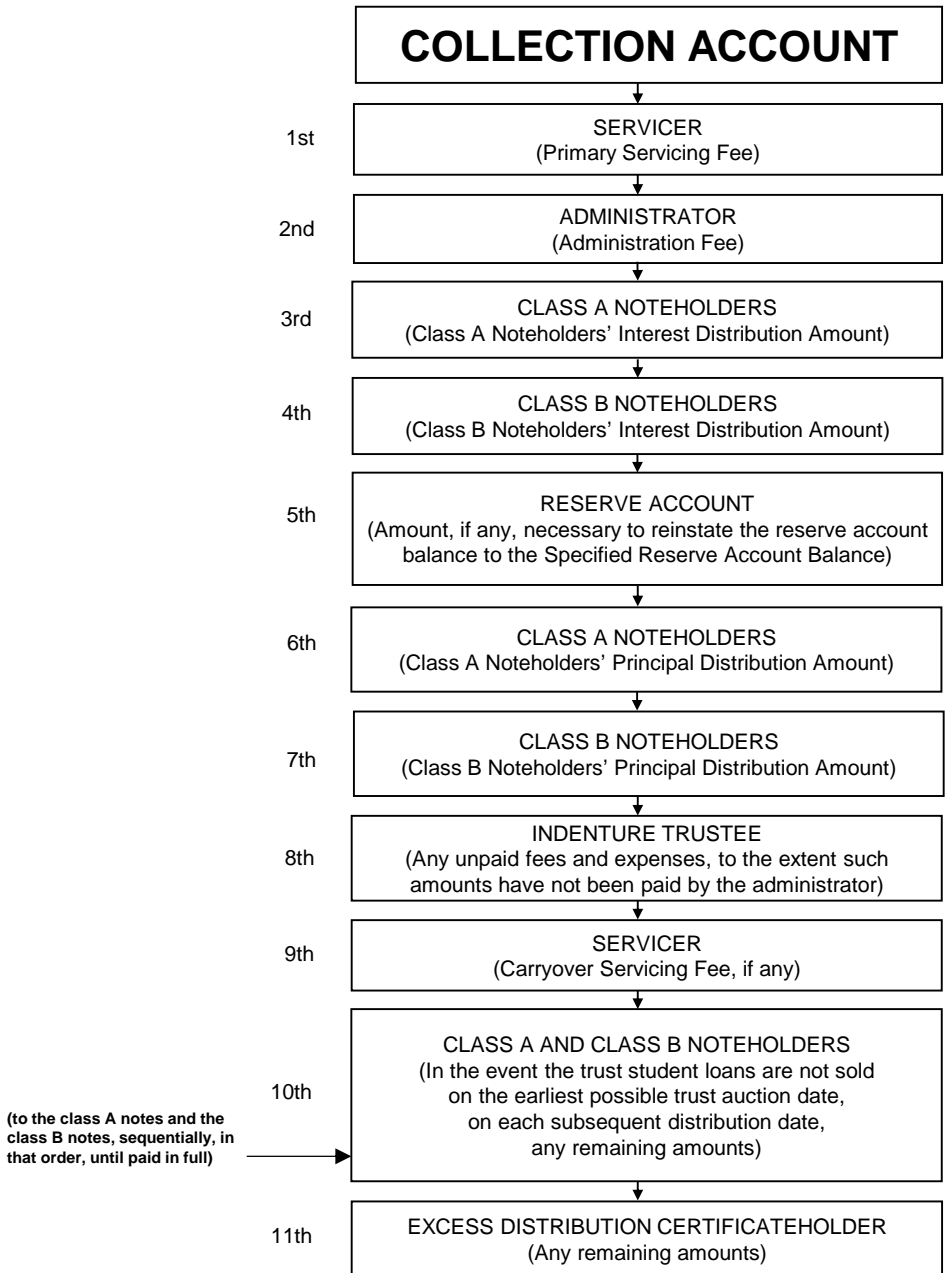 COLLECTION ACCOUNT
1st
SERVICER
(Primary Servicing Fee)
2nd
ADMINISTRATOR
(Administration Fee)
3rd
CLASS A NOTEHOLDERS
(Class A Noteholders’ Interest Distribution Amount)
4th
CLASS B NOTEHOLDERS
(Class B Noteholders’ Interest Distribution Amount)
5th
RESERVE ACCOUNT
(Amount, if any, necessary to reinstate the reserve account
balance to the Specified Reserve Account Balance)
6th
CLASS A NOTEHOLDERS
(Class A Noteholders’ Principal Distribution Amount)
7th
CLASS B NOTEHOLDERS
(Class B Noteholders’ Principal Distribution Amount)
8th
INDENTURE TRUSTEE
(Any unpaid fees and expenses, to the extent such
amounts have not been paid by the administrator)
9th
SERVICER
(Carryover Servicing Fee, if any)
10th
CLASS A AND CLASS B NOTEHOLDERS
(In the event the trust student loans are not sold
on the earliest possible trust auction date,
on each subsequent distribution date,
any remaining amounts)
(to the class A notes and the
class B notes, sequentially, in
that order, until paid in full)
11th
EXCESS DISTRIBUTION CERTIFICATEHOLDER
(Any remaining amounts)